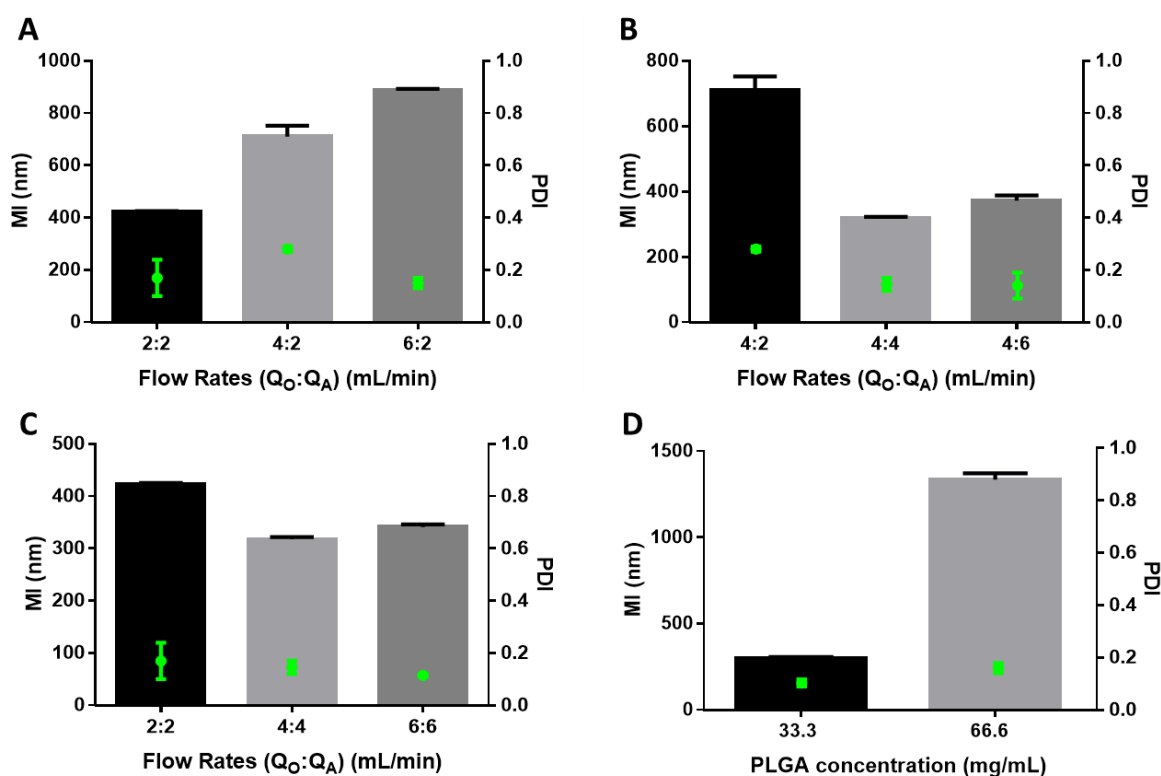 A
1000
800
600
400
200
0
MI (nm)
1.0
0.8
0.6
0.4
0.2
0.0
PDI
2:2 4:2 6:2
Flow Rates (QO:QA) (mL/min)
B
800
600
400
200
0
MI (nm)
1.0
0.8
0.6
0.4
0.2
0.0
PDI
4:2 4:4 4:6
Flow Rates (QO:QA) (mL/min)
C
500
400
300
200
100
0
MI (nm)
1.0
0.8
0.6
0.4
0.2
0.0
PDI
2:2 4:4 6:6
Flow Rates (QO:QA) (mL/min)
D
1500
1000
500
0
MI (nm)
1.0
0.8
0.6
0.4
0.2
0.0
PDI
33.3 66.6
PLGA concentration (mg/mL)